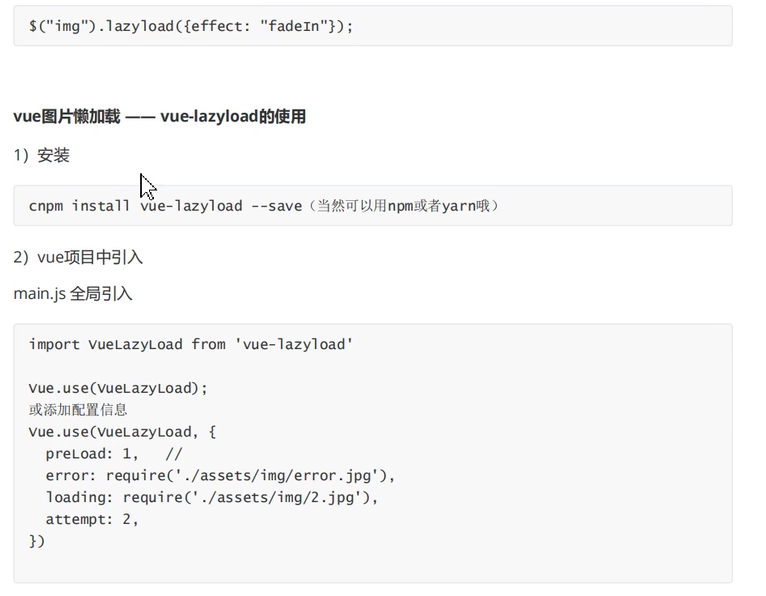 $("img").lazyload({effect: "fadeIn"});
vue图片懒加载 —— vue-lazyload的使用
1）安装
cnpm install vue-lazyload --save（当然可以用npm或者yarn哦）
2）vue项目中引入
main.js 全局引入
import VueLazyLoad from 'vue-lazyload'
Vue.use(VueLazyLoad);
或添加配置信息
Vue.use(VueLazyLoad, {
  preLoad: 1,   //
  error: require('./assets/img/error.jpg'),
  loading: require('./assets/img/2.jpg'),
  attempt: 2,
})